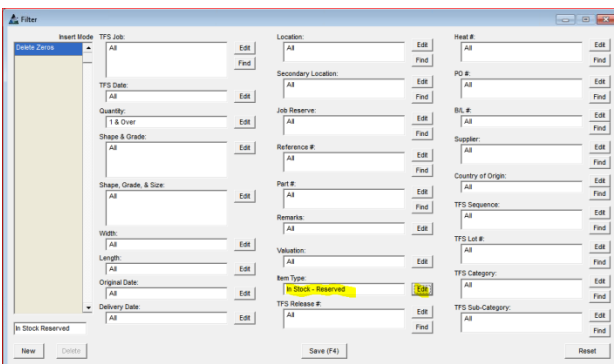 Filter
Insert Mode
Delete Zeros
In Stock Reserved
New
Delete
TFS Job:
All
Edit
Find
TFS Date:
All
Edit
Quantity:
1 & Over
Edit
Shape & Grade:
All
Edit
Shape, Grade, & Size:
All
Edit
Width:
All
Edit
Length:
All
Edit
Original Date:
All
Edit
Delivery Date:
All
Edit
Location:
All
Edit
Find
Secondary Location:
All
Edit
Find
Job Reserve:
All
Edit
Find
Reference #:
All
Edit
Find
Part #:
All
Edit
Find
Remarks:
All
Edit
Valuation:
All
Edit
Item Type:
In Stock - Reserved
Edit
TFS Release #:
All
Edit
Find
Save (F4)
Heat #:
All
Edit
Find
PO #:
All
Edit
Find
B/L #:
All
Edit
Find
Supplier:
All
Edit
Find
Country of Origin:
All
Edit
Find
TFS Sequence:
All
Edit
Find
TFS Lot #:
All
Edit
Find
TFS Category:
All
Edit
Find
TFS Sub-Category:
All
Edit
Find
Reset